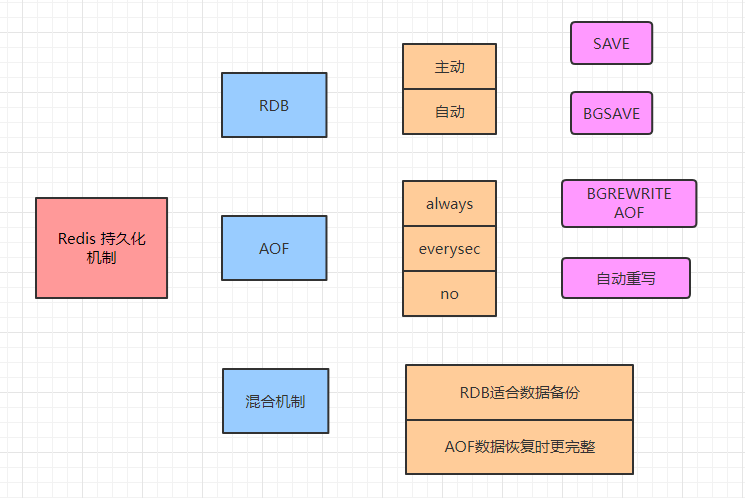 Redis 持久化
机制
RDB
主动
自动
SAVE
BGSAVE
AOF
always
everysec
no
BGREWRITE
AOF
自动重写
混合机制
RDB适合数据备份
AOF数据恢复时更完整